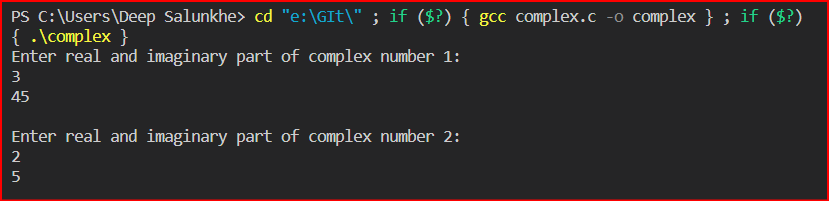 PS C:\Users\Deep Salunkhe> cd "e:\GIt\" ; if ($?) { gcc complex.c -o complex } ; if ($?)
{ .\complex }
Enter real and imaginary part of complex number 1:
3
45
Enter real and imaginary part of complex number 2:
2
5